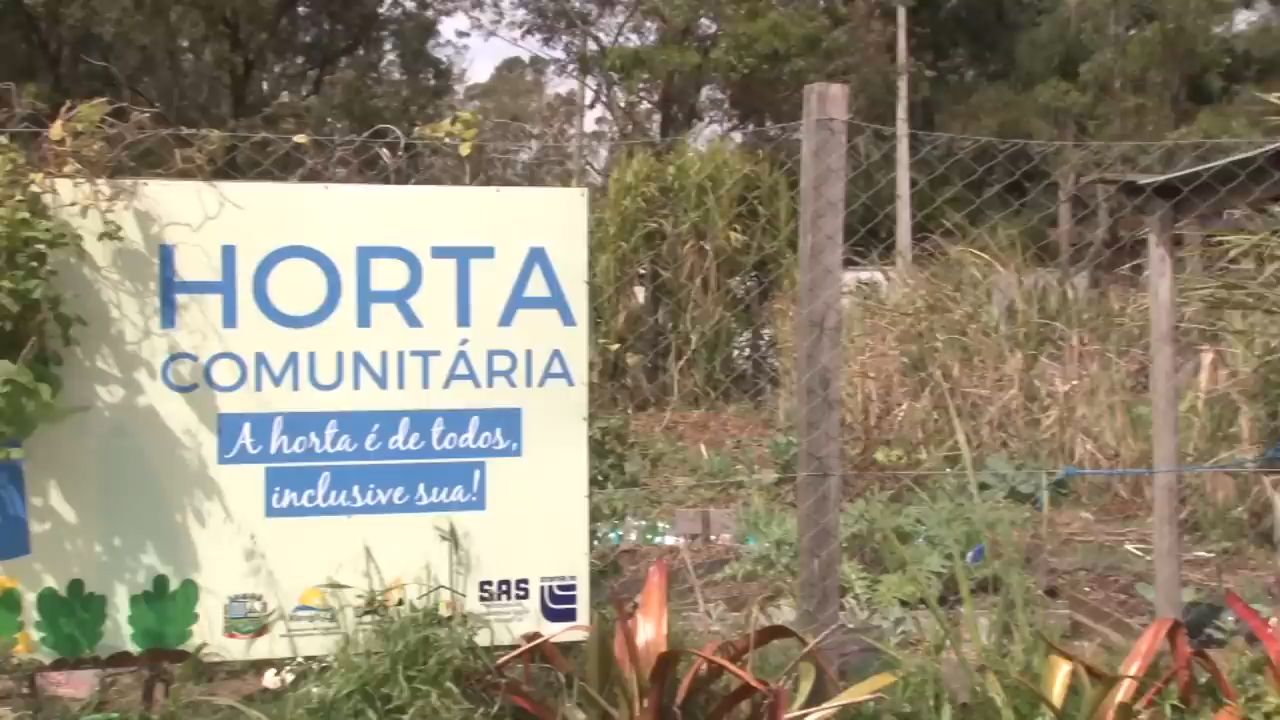 HORTA
COMUNITÁRIA
A horta é de todos,
inclusive sua!
SAS